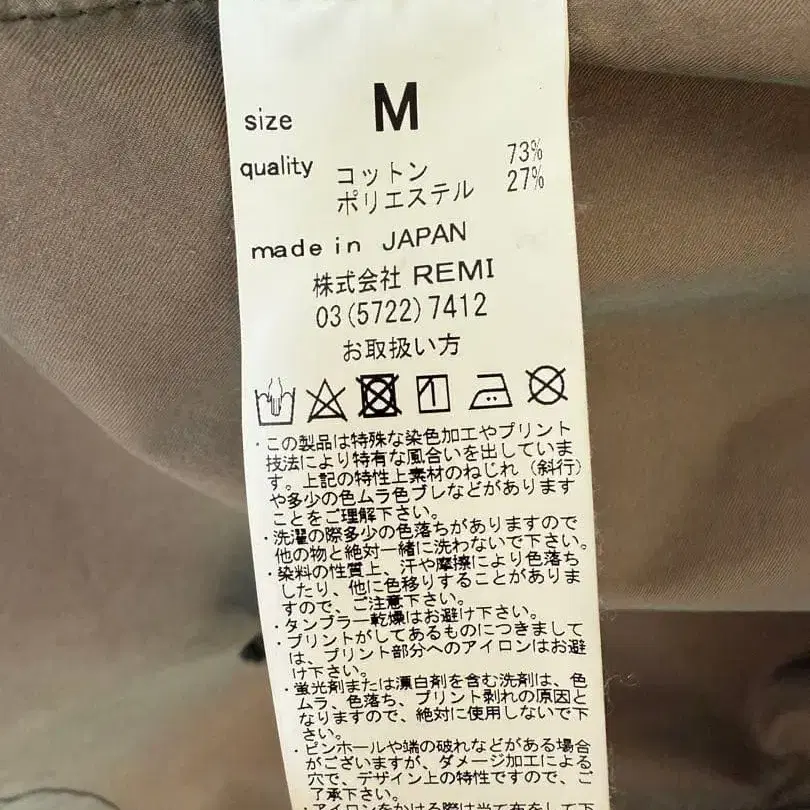 size M
quality コットン 73%
ポリエステル 27%
made in JAPAN
株式会社 REMI
03(5722)7412
お取扱い方
・この製品は特殊な染色加工やプリント
技法により特有な風合いを出していま
す。上記の特性上素材のねじれ(斜行)
や多少の色ムラ色ブレなどがあります
ことをご理解下さい。
・洗濯の際多少の色落ちがありますので
他の物と絶対一緒に洗わないで下さい。
・染料の性質上、汗や摩擦により色落ち
したり、他に色移りすることがありま
すので、ご注意下さい。
・タンブラー乾燥はお避け下さい。
・プリントがしてあるものにつきまして
は、プリント部分へのアイロンはお避
け下さい。
・蛍光剤または漂白剤を含む洗剤は、色
ムラ、色落ち、プリント剥れの原因と
なりますので、絶対に使用しないで下
さい。
・ピンホールや端の破れなどがある場合
がございますが、ダメージ加工による
穴で、デザイン上の特性ですので、ご
了承下さい。
・アイロンをかける際は当て布をして下